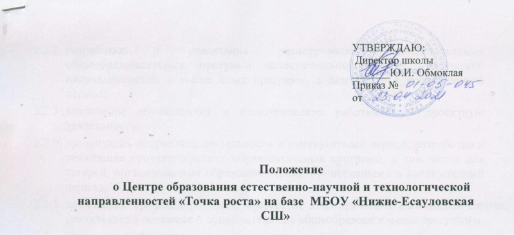 УТВЕРЖДАЮ:
Директор школы
Ю.И. Обмоклая
Приказ № 01-05-045
от 23.04.2021
Положение
о Центре образования естественно-научной и технологической
направленностей «Точка роста» на базе МБОУ «Нижне-Есауловская
СШ»